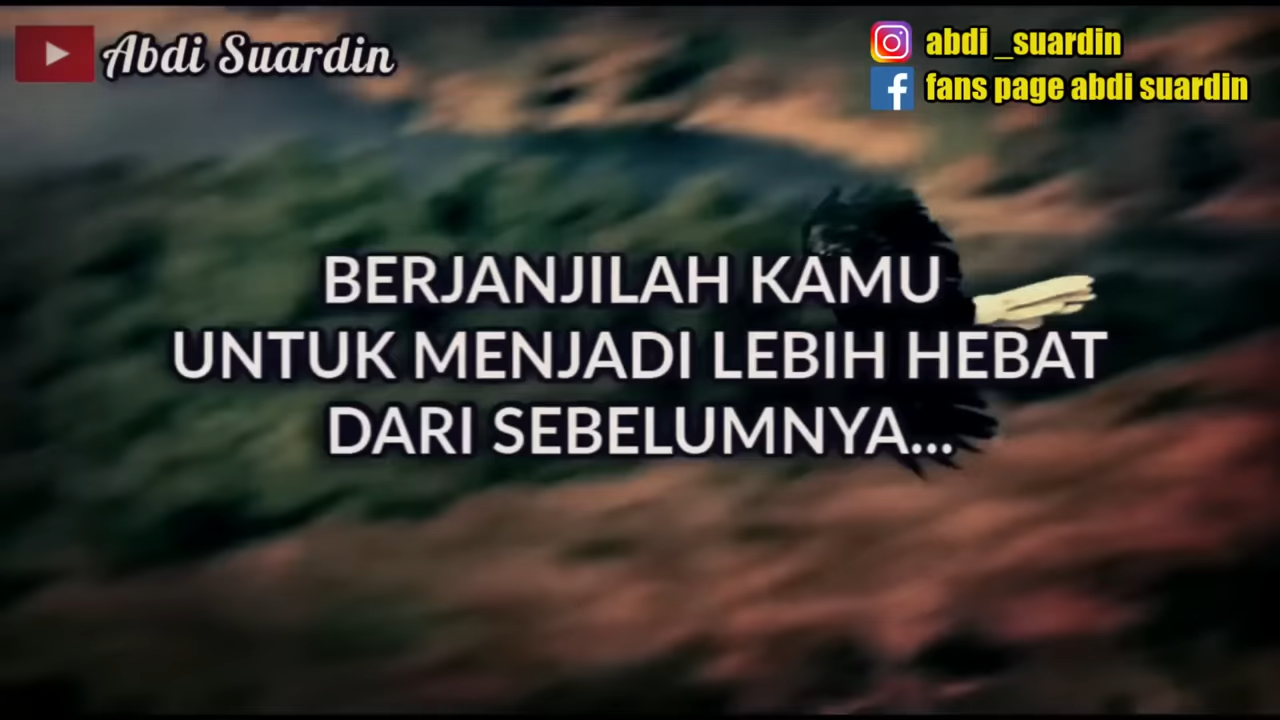 Abdi Suardin
abdi _suardin
fans page abdi suardin
BERJANJILAH KAMU
UNTUK MENJADI LEBIH HEBAT
DARI SEBELUMNYA...